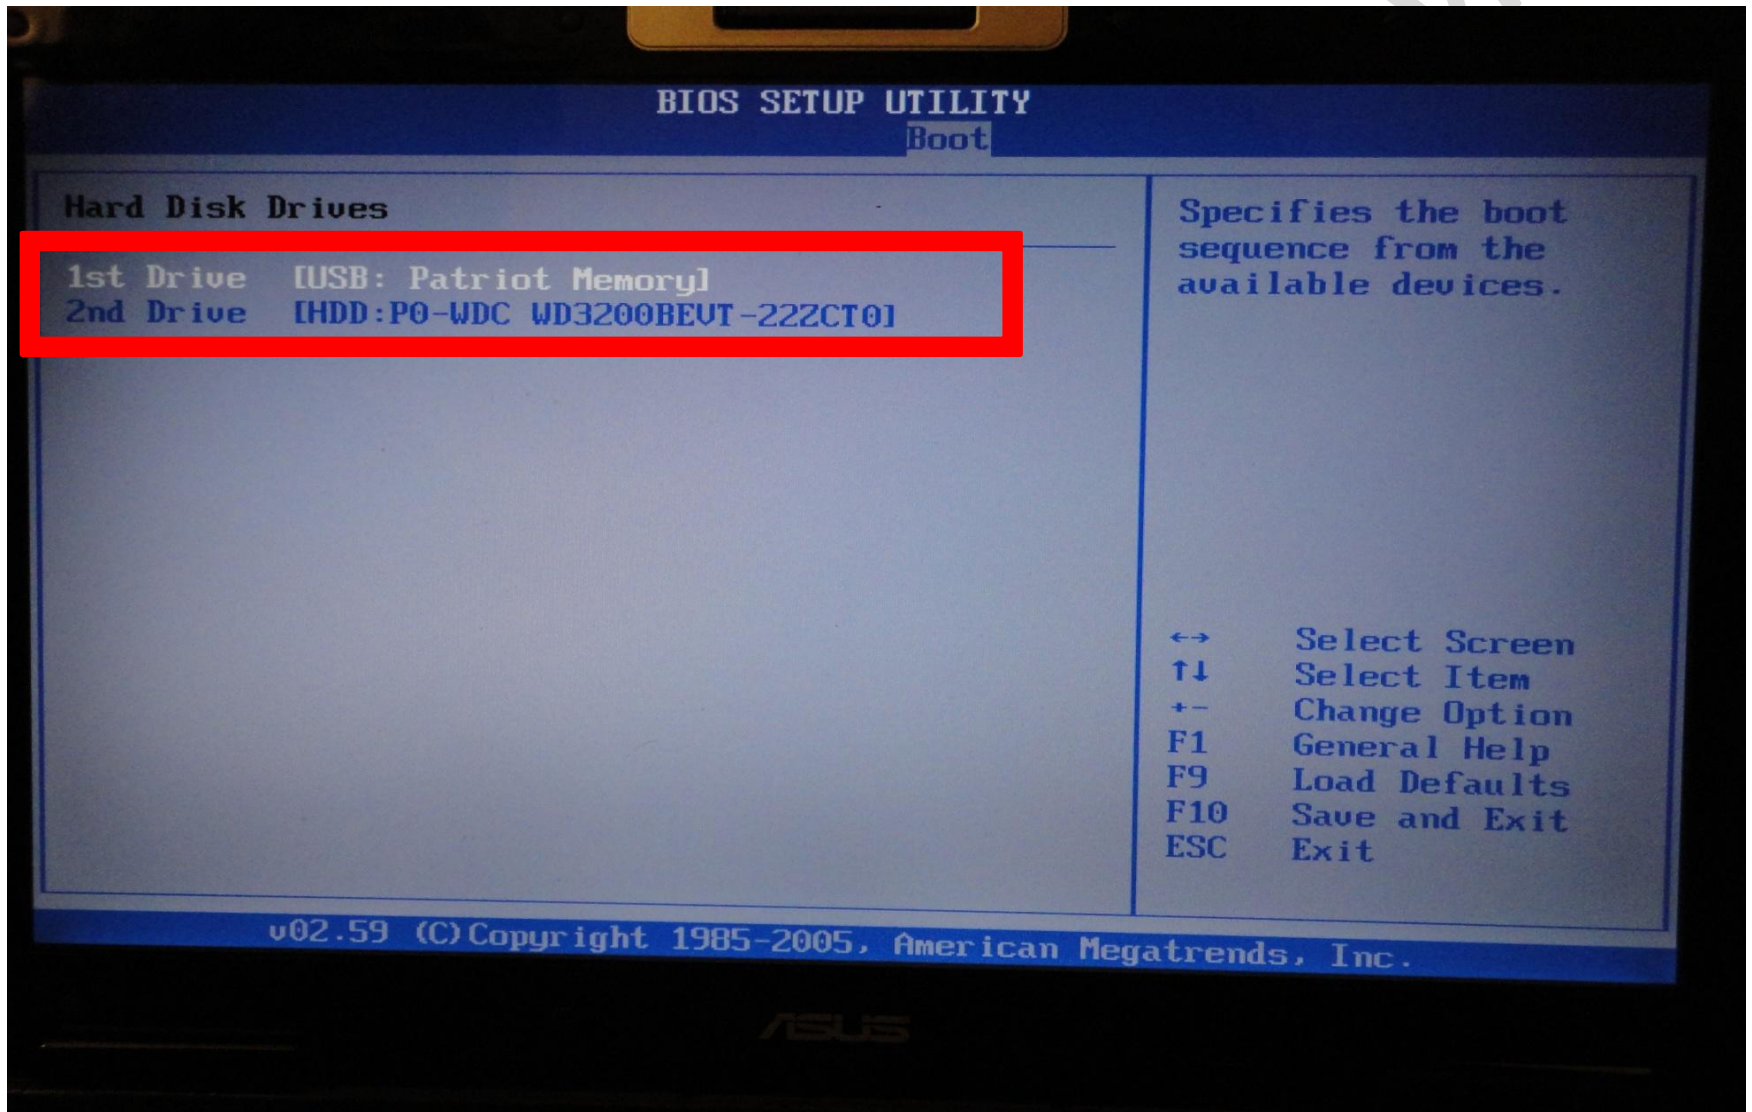 BIOS SETUP UTILITY
Boot
Hard Disk Drives
1st Drive [USB: Patriot Memory]
2nd Drive [HDD:P0-WDC WD3200BEVT-22ZCT0]
Specifies the boot
sequence from the
available devices.
←→ Select Screen
↑↓ Select Item
+- Change Option
F1 General Help
F9 Load Defaults
F10 Save and Exit
ESC Exit
v02.59 (C)Copyright 1985-2005, American Megatrends, Inc.
ASUS